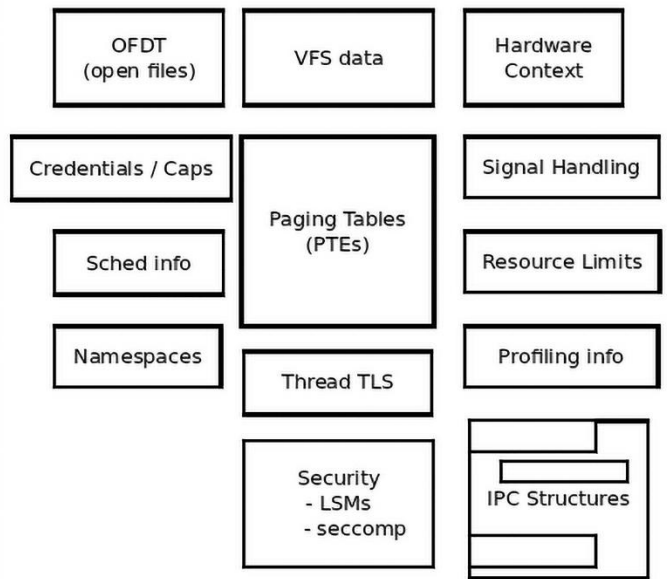 OFDT
(open files)
VFS data
Hardware
Context
Credentials / Caps
Paging Tables
(PTEs)
Signal Handling
Sched info
Resource Limits
Namespaces
Thread TLS
Profiling info
Security
- LSMs
- seccomp
IPC Structures